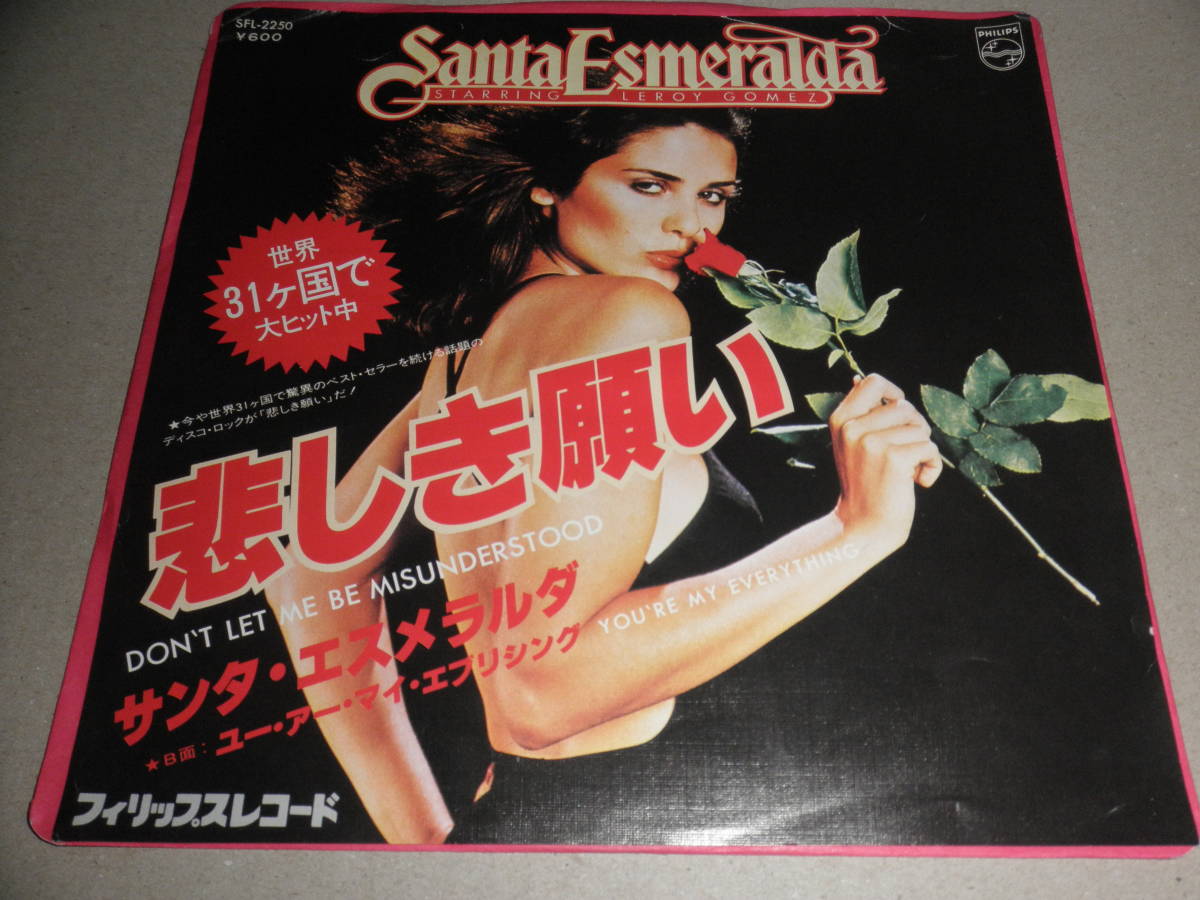 SFL-2250
¥600
Santa Esmeralda
STARRING LEROY GOMEZ
PHILIPS
世界
31ヶ国で
大ヒット中
★今や世界31ヶ国で驚異のベスト・セラーを続ける話題の
ディスコ・ロックが「悲しき願い」だ!
悲しき願い
DON'T LET ME BE MISUNDERSTOOD
サンタ・エスメラルダ
★B面:ユー・アー・マイ・エブリシング YOU'RE MY EVERYTHING
フィリップスレコード